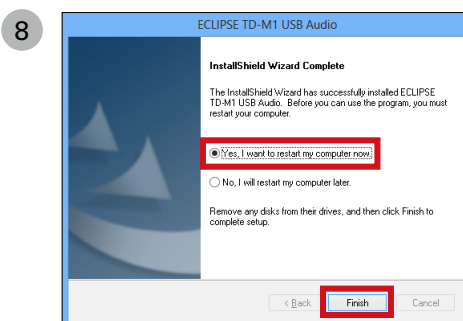 8
ECLIPSE TD-M1 USB Audio
InstallShield Wizard Complete
The InstallShield Wizard has successfully installed ECLIPSE
TD-M1 USB Audio. Before you can use the program, you must
restart your computer.
Yes, I want to restart my computer now.
No, I will restart my computer later.
Remove any disks from their drives, and then click Finish to
complete setup.
< Back Finish Cancel